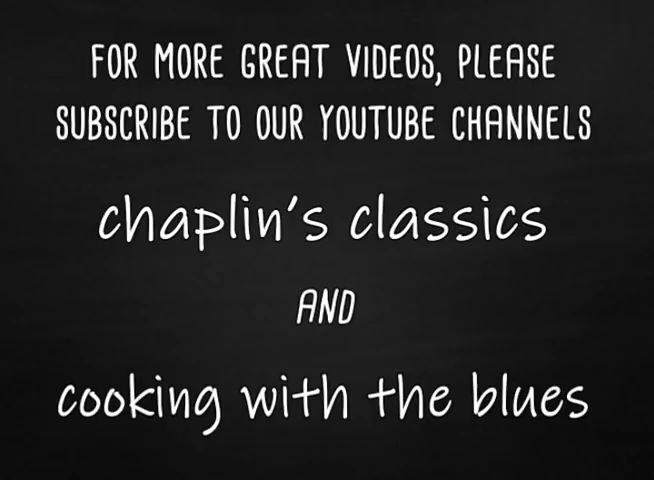 FOR MORE GREAT VIDEOS, PLEASE
SUBSCRIBE TO OUR YOUTUBE CHANNELS
chaplin's classics
AND
cooking with the blues